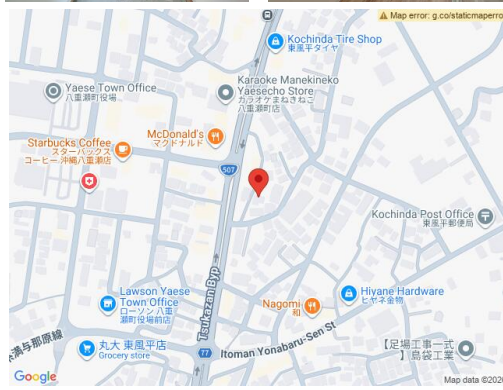 Map error: g.co/staticmaperro
Kochinda Tire Shop
東風平タイヤ
Yaese Town Office
八重瀬町役場
Karaoke Manekineko
Yaesecho Store
カラオケまねきねこ
八重瀬町店
McDonald's
マクドナルド
Starbucks Coffee
スターバックス
コーヒー 沖縄八重瀬店
507
Kochinda Post Office
東風平郵便局
Tsukazan Byp
Lawson Yaese
Town Office
ローソン 八重
瀬町役場前店
Hiyane Hardware
ヒヤネ金物
Nagomi
和
丸大 東風平店
Grocery store
77
Itoman Yonabaru-Sen St
満与那原線
【足場工事一式
】島袋工業
Google
Map data ©202